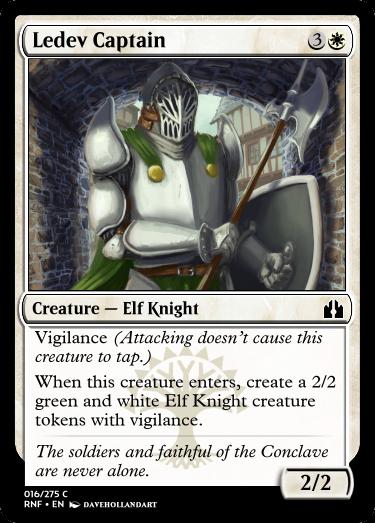 Ledev Captain 3
Creature — Elf Knight
Vigilance (Attacking doesn't cause this
creature to tap.)
When this creature enters, create a 2/2
green and white Elf Knight creature
tokens with vigilance.
The soldiers and faithful of the Conclave
are never alone.
2/2
016/275 C
RNF • EN DAVEHOLLANDART